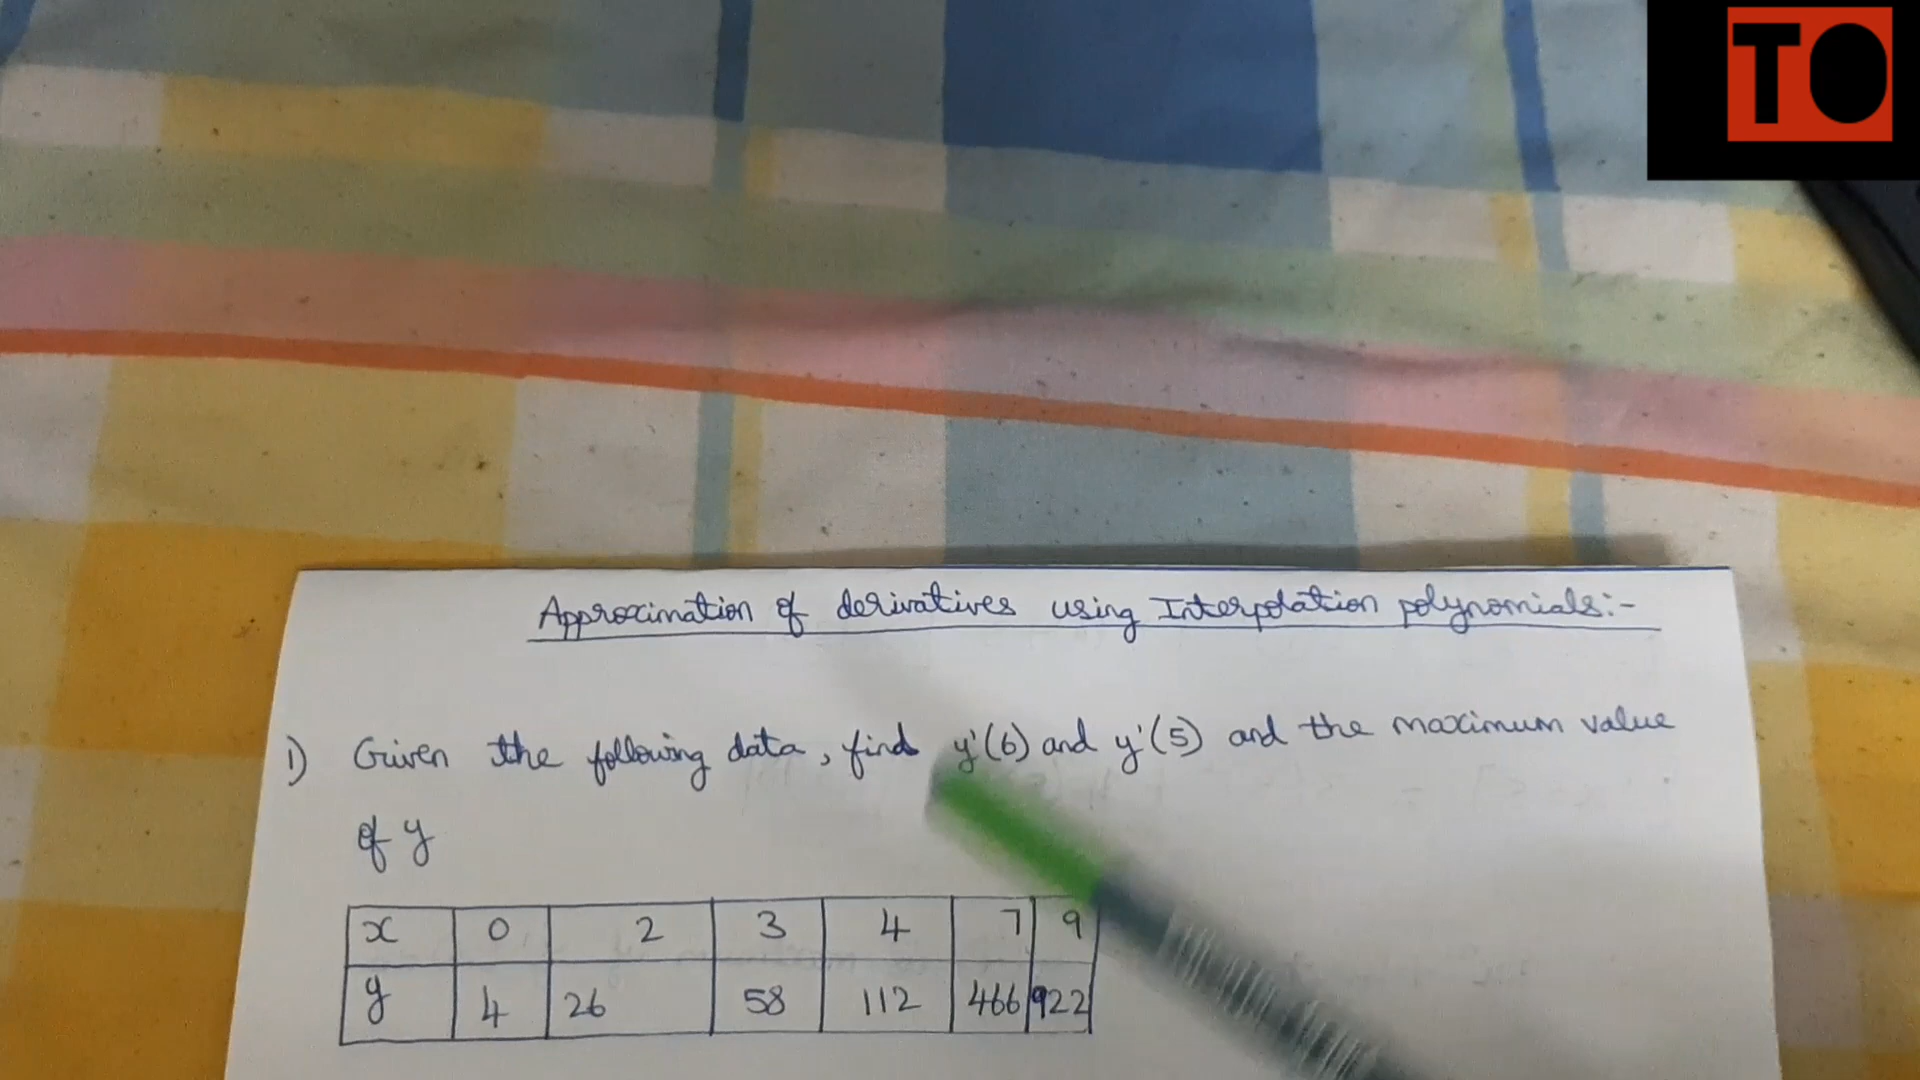 TO
Approximation of derivatives using Interpolation polynomials:-
1) Given the following data, find y'(6) and y'(5) and the maximum value
of y
x 0 2 3 4 7 9
y 4 26 58 112 466 922